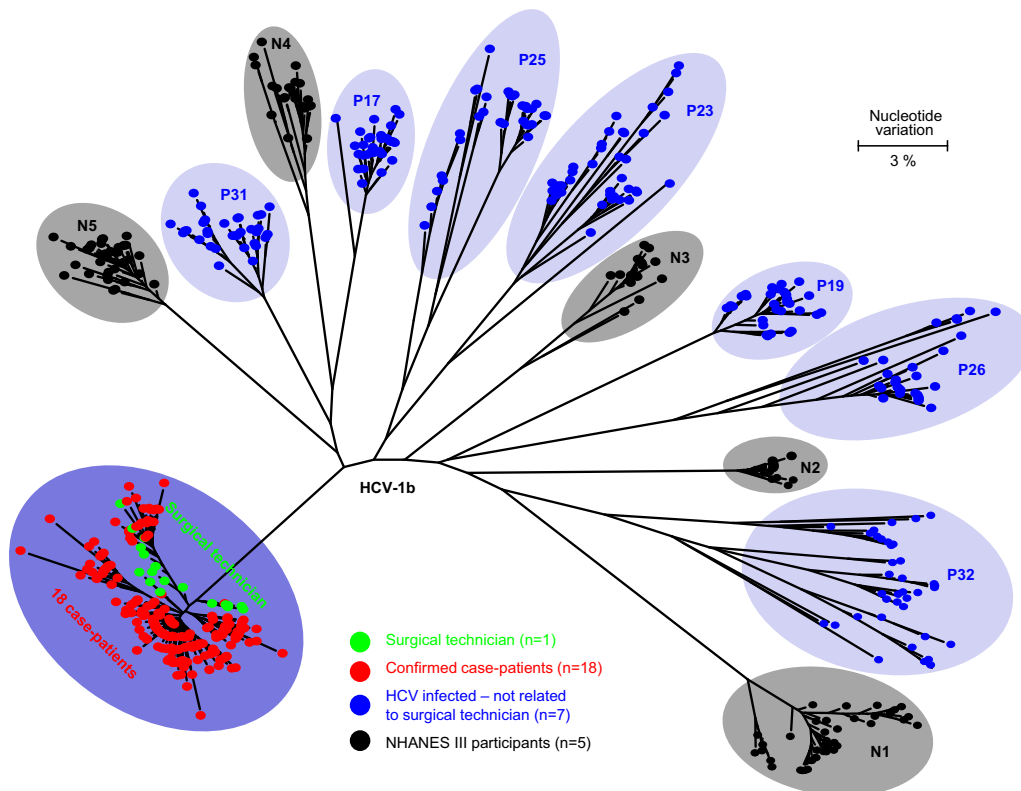 N4
P25
P17
P23
Nucleotide
variation
3 %
P31
N5
N3
P19
P26
HCV-1b
N2
Surgical technician
18 case-patients
P32
Surgical technician (n=1)
Confirmed case-patients (n=18)
HCV infected – not related
to surgical technician (n=7)
NHANES III participants (n=5)
N1